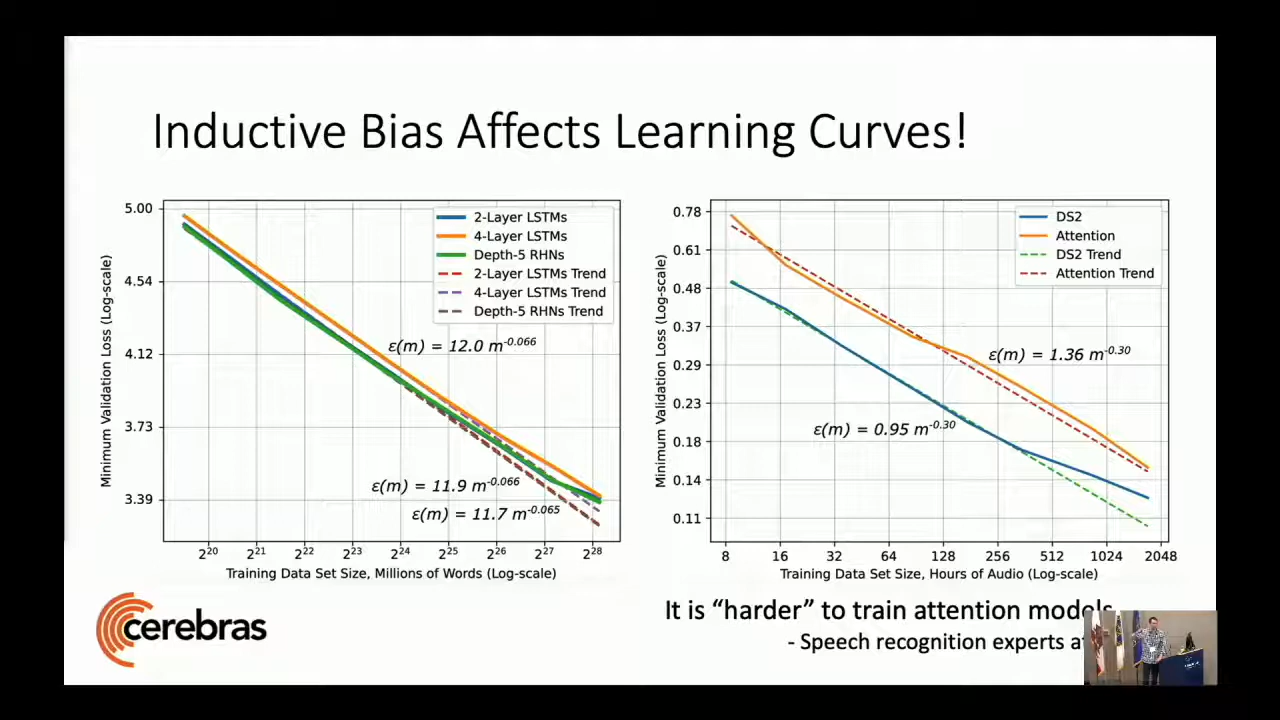 Inductive Bias Affects Learning Curves!
5.00
4.54
4.12
3.73
3.39
Minimum Validation Loss (Log-scale)
2-Layer LSTMs
4-Layer LSTMs
Depth-5 RHNs
2-Layer LSTMs Trend
4-Layer LSTMs Trend
Depth-5 RHNs Trend
ε(m) = 12.0 m^-0.066
ε(m) = 11.9 m^-0.066
ε(m) = 11.7 m^-0.065
2^20 2^21 2^22 2^23 2^24 2^25 2^26 2^27 2^28
Training Data Set Size, Millions of Words (Log-scale)
0.78
0.61
0.48
0.37
0.29
0.23
0.18
0.14
0.11
Minimum Validation Loss (Log-scale)
DS2
Attention
DS2 Trend
Attention Trend
ε(m) = 1.36 m^-0.30
ε(m) = 0.95 m^-0.30
8 16 32 64 128 256 512 1024 2048
Training Data Set Size, Hours of Audio (Log-scale)
cerebras
It is “harder” to train attention models
- Speech recognition experts